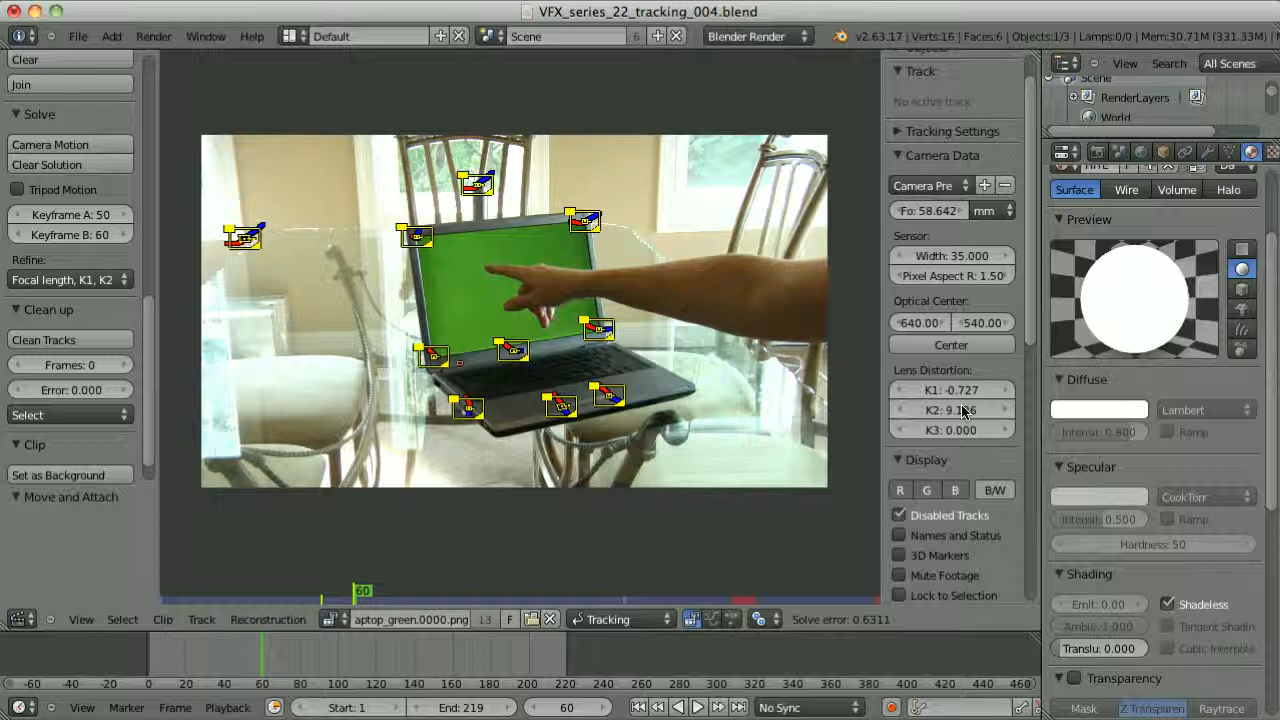 VFX_series_22_tracking_004.blend
File Add Render Window Help Default Scene 6 Blender Render v2.63.17 | Verts:16 | Faces:6 | Objects:1/3 | Lamps:0/0 | Mem:30.71M (331.33M)
Clear
Join
Solve
Camera Motion
Clear Solution
Tripod Motion
Keyframe A: 50
Keyframe B: 60
Refine:
Focal length, K1, K2
Clean up
Clean Tracks
Frames: 0
Error: 0.000
Select
Clip
Set as Background
Move and Attach
Track:
No active track
Tracking Settings
Camera Data
Camera Pre
Fo: 58.642 mm
Sensor:
Width: 35.000
Pixel Aspect R: 1.50
Optical Center:
640.00 540.00
Center
Lens Distortion:
K1: -0.727
K2:
K3: 0.000
Display
R G B B/W
Disabled Tracks
Names and Status
3D Markers
Mute Footage
Lock to Selection
View Search All Scenes
Scene
RenderLayers
World
Surface Wire Volume Halo
Preview
Diffuse
Lambert
Intensit: 0.800 Ramp
Specular
CookTorr
Intensit: 0.500 Ramp
Hardness: 50
Shading
Emit: 0.00 Shadeless
Ambie: 1.000 Tangent Shadin
Translu: 0.000 Cubic Interpola
Transparency
Mask Z Transparen Raytrace
60
View Select Clip Track Reconstruction aptop_green.0000.png 13 F Tracking Solve error: 0.6311
-60 -40 -20 0 20 40 60 80 100 120 140 160 180 200 220 240 260 280 300 320 340 360 380 400 420 440 460
View Marker Frame Playback Start: 1 End: 219 60 No Sync